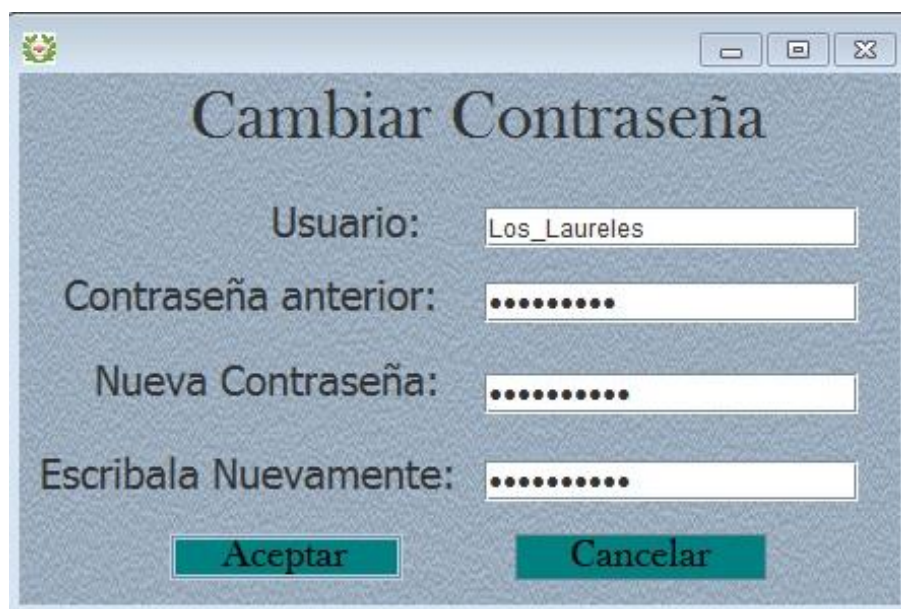 Cambiar Contraseña
Usuario: Los_Laureles
Contraseña anterior: •••••••••
Nueva Contraseña: ••••••••••
Escribala Nuevamente: ••••••••••
Aceptar Cancelar